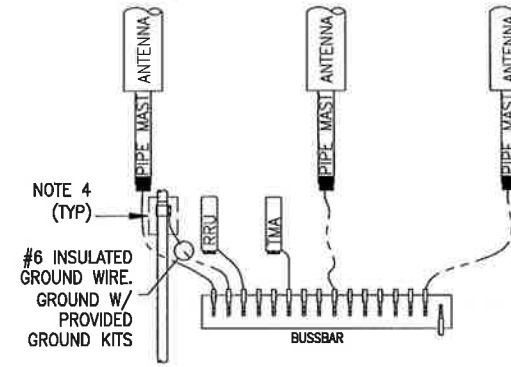 ANTENNA
ANTENNA
ANTENNA
PIPE MAST
PIPE MAST
PIPE MAST
NOTE 4
(TYP)
RRU
TMA
#6 INSULATED
GROUND WIRE.
GROUND W/
PROVIDED
GROUND KITS
BUSSBAR